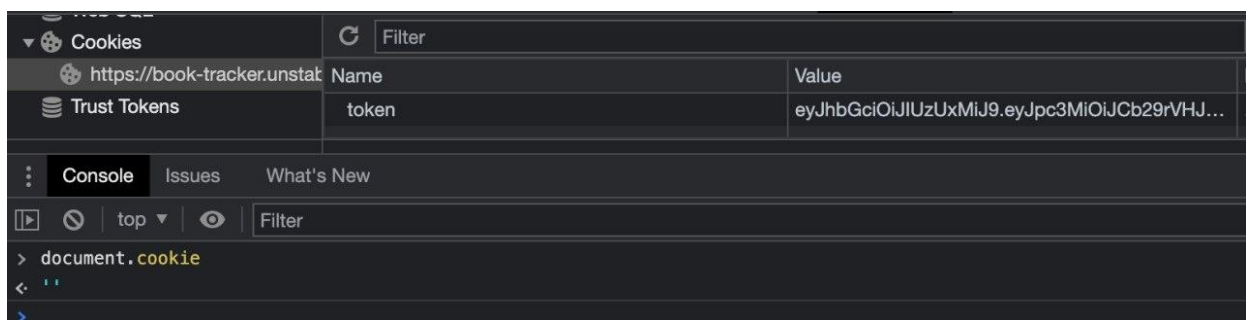 Cookies
Filter
https://book-tracker.unstab
Name
Value
Trust Tokens
token
eyJhbGciOiJIUzUxMiJ9.eyJpc3MiOiJCb29rVHJ...
Console Issues What's New
top Filter
> document.cookie
''
>